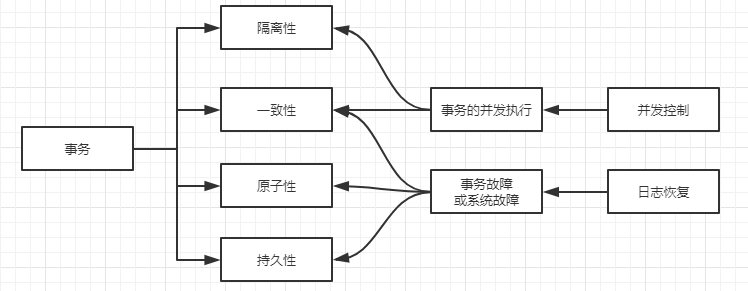 隔离性
一致性
事务的并发执行
并发控制
事务
原子性
事务故障
或系统故障
日志恢复
持久性